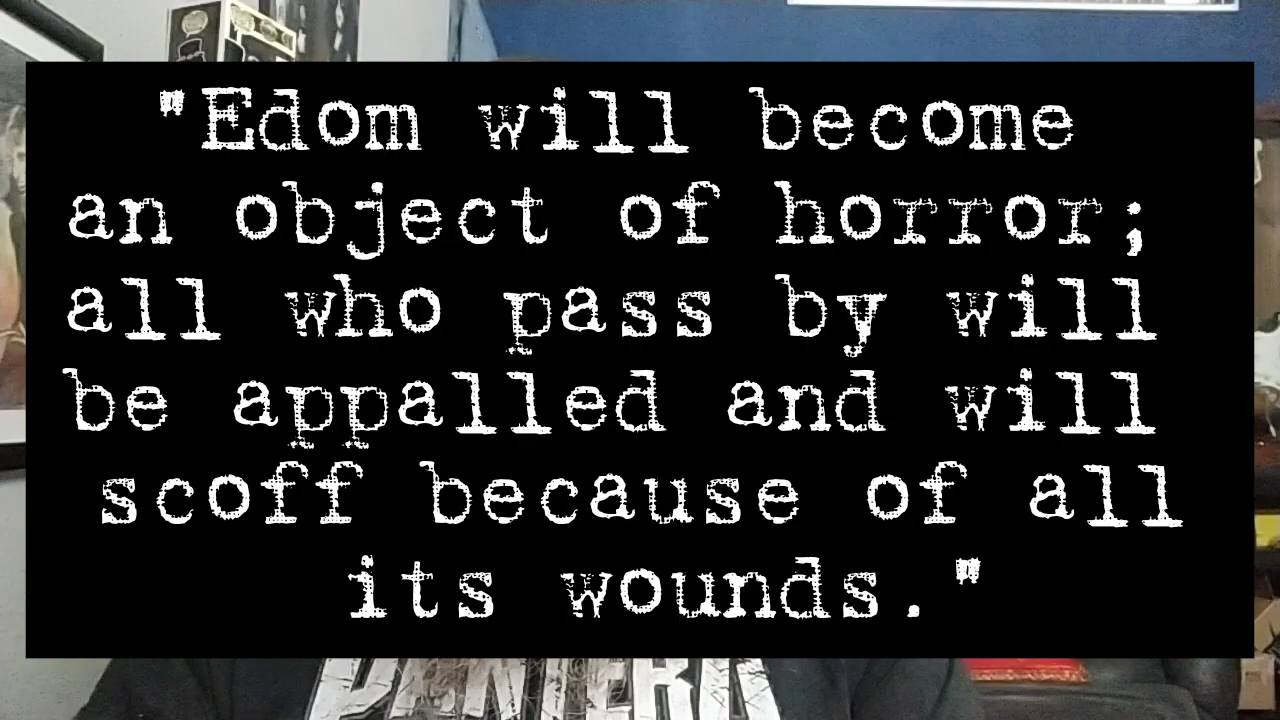 "Edom will become
an object of horror;
all who pass by will
be appalled and will
scoff because of all
its wounds."
PANTERA